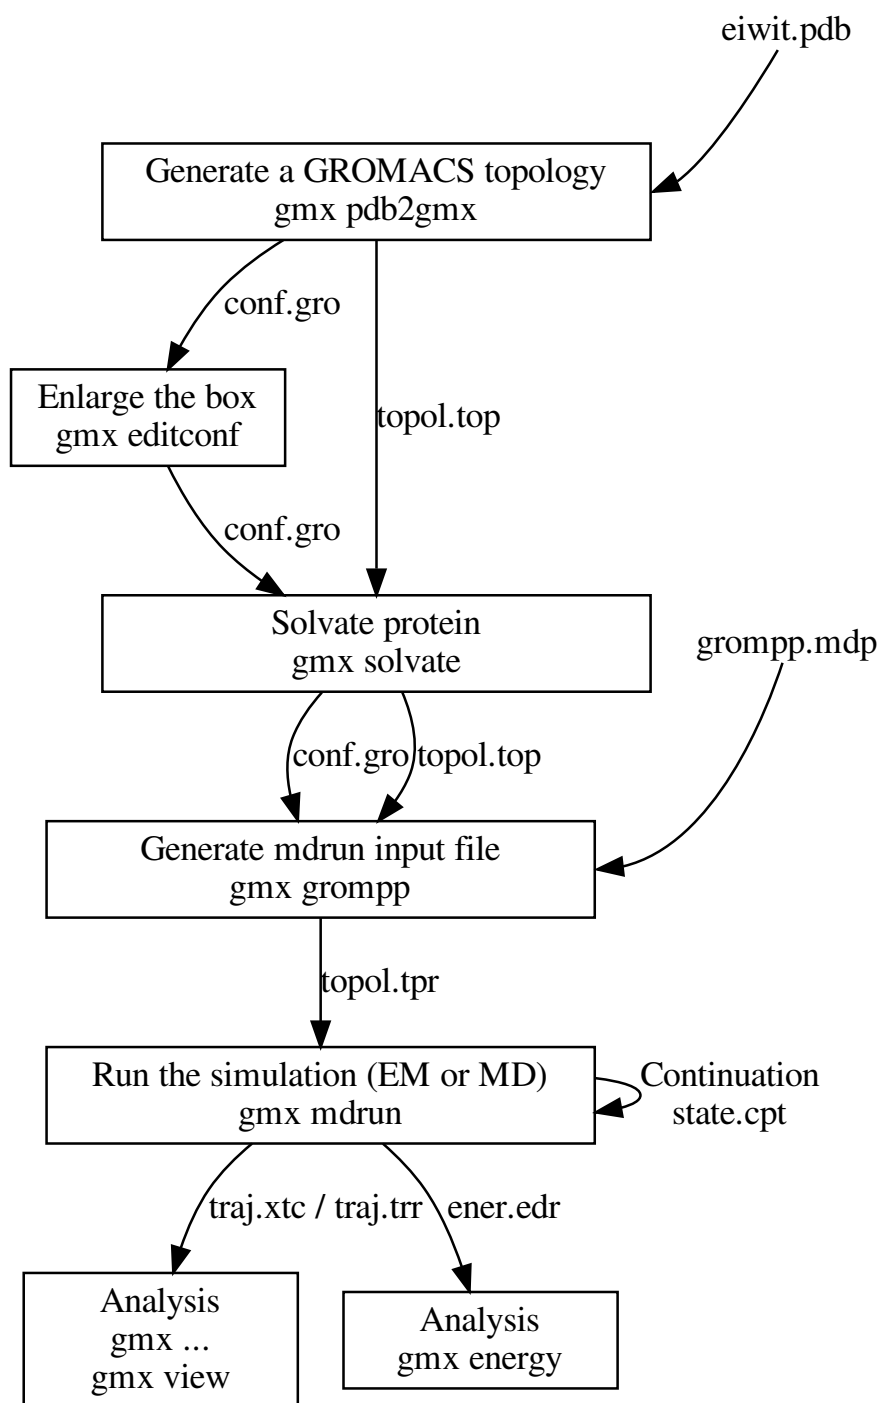 eiwit.pdb
Generate a GROMACS topology
gmx pdb2gmx
conf.gro
Enlarge the box
gmx editconf
topol.top
conf.gro
Solvate protein
gmx solvate
grompp.mdp
conf.gro
topol.top
Generate mdrun input file
gmx grompp
topol.tpr
Run the simulation (EM or MD)
gmx mdrun
Continuation
state.cpt
traj.xtc / traj.trr
ener.edr
Analysis
gmx ...
gmx view
Analysis
gmx energy